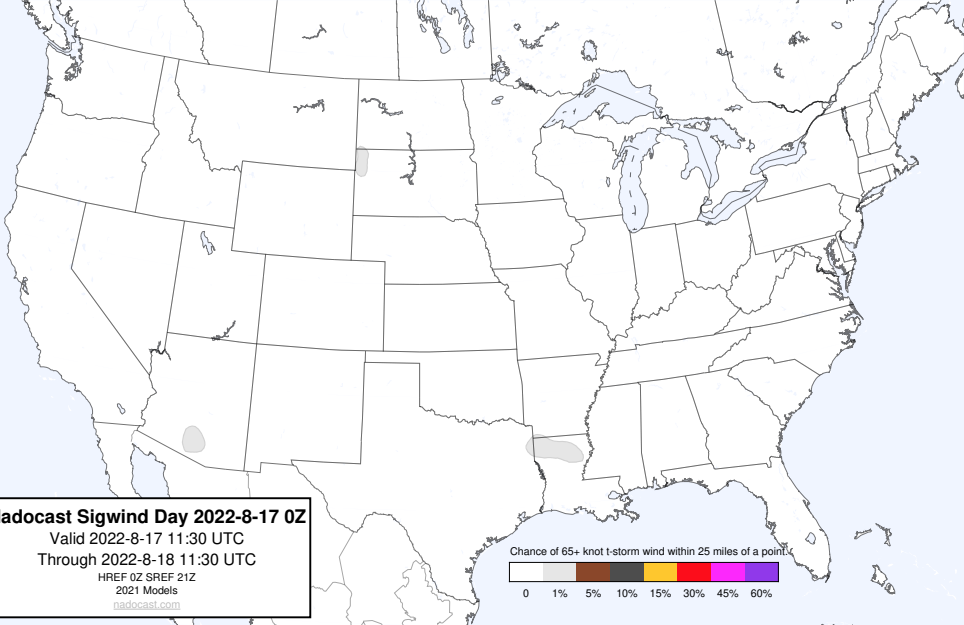 adocast Sigwind Day 2022-8-17 0Z
Valid 2022-8-17 11:30 UTC
Through 2022-8-18 11:30 UTC
HREF 0Z SREF 21Z
2021 Models
nadocast.com
Chance of 65+ knot t-storm wind within 25 miles of a point.
0 1% 5% 10% 15% 30% 45% 60%